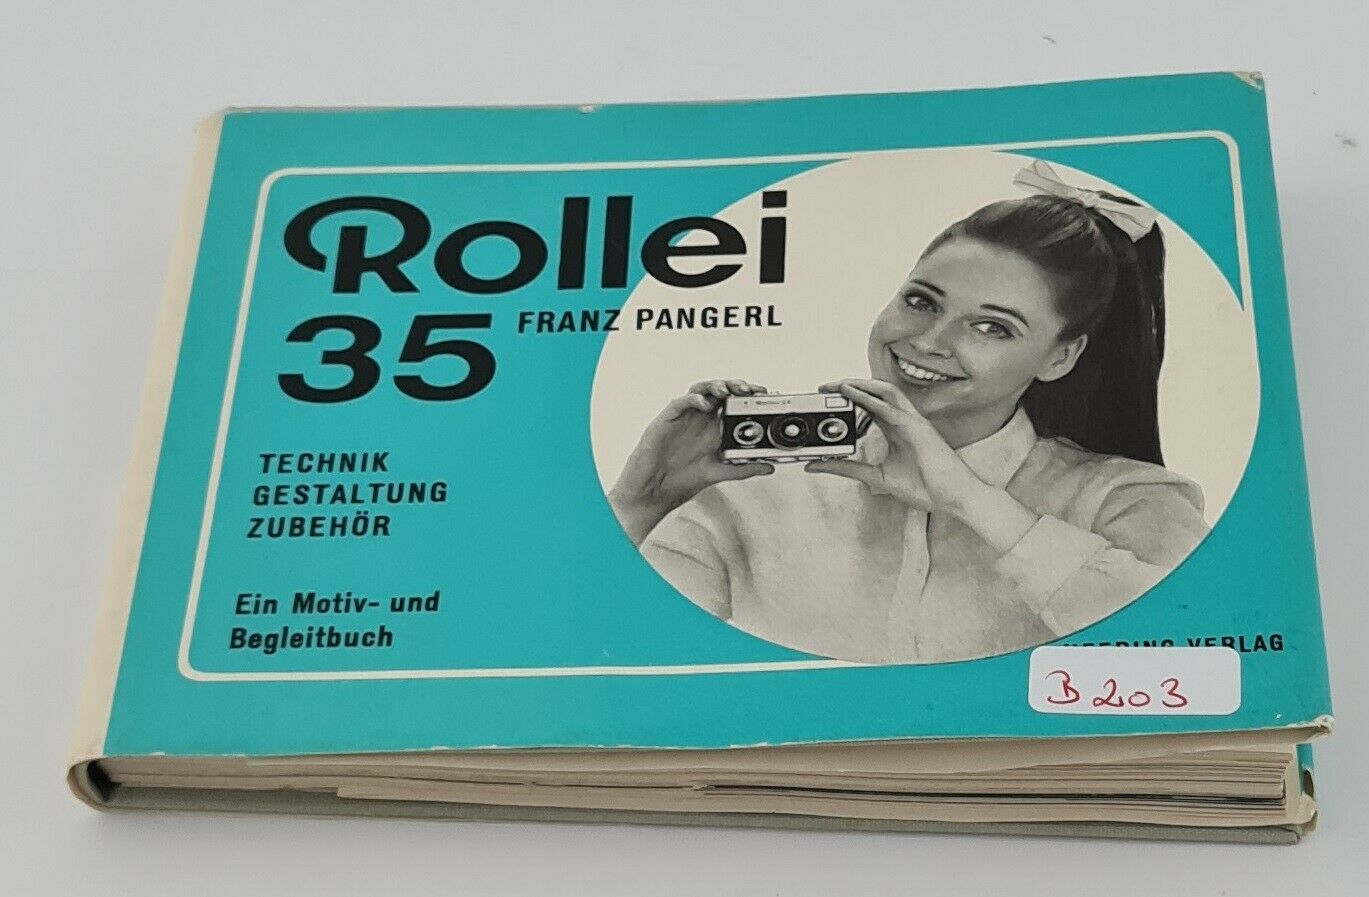 Rollei
35
FRANZ PANGERL
TECHNIK
GESTALTUNG
ZUBEHÖR
Ein Motiv- und
Begleitbuch
VERLAG
B 203